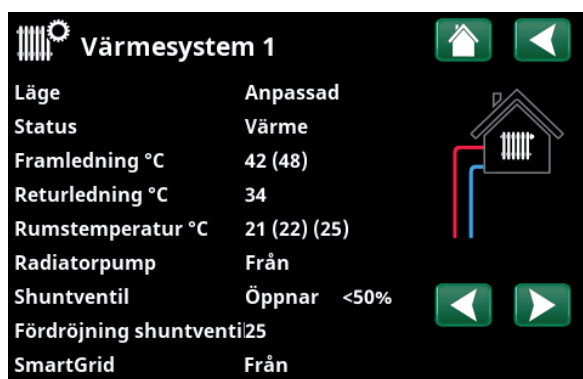 Värmesystem 1
Läge Anpassad
Status Värme
Framledning °C 42 (48)
Returledning °C 34
Rumstemperatur °C 21 (22) (25)
Radiatorpump Från
Shuntventil Öppnar <50%
Fördröjning shuntventil 25
SmartGrid Från